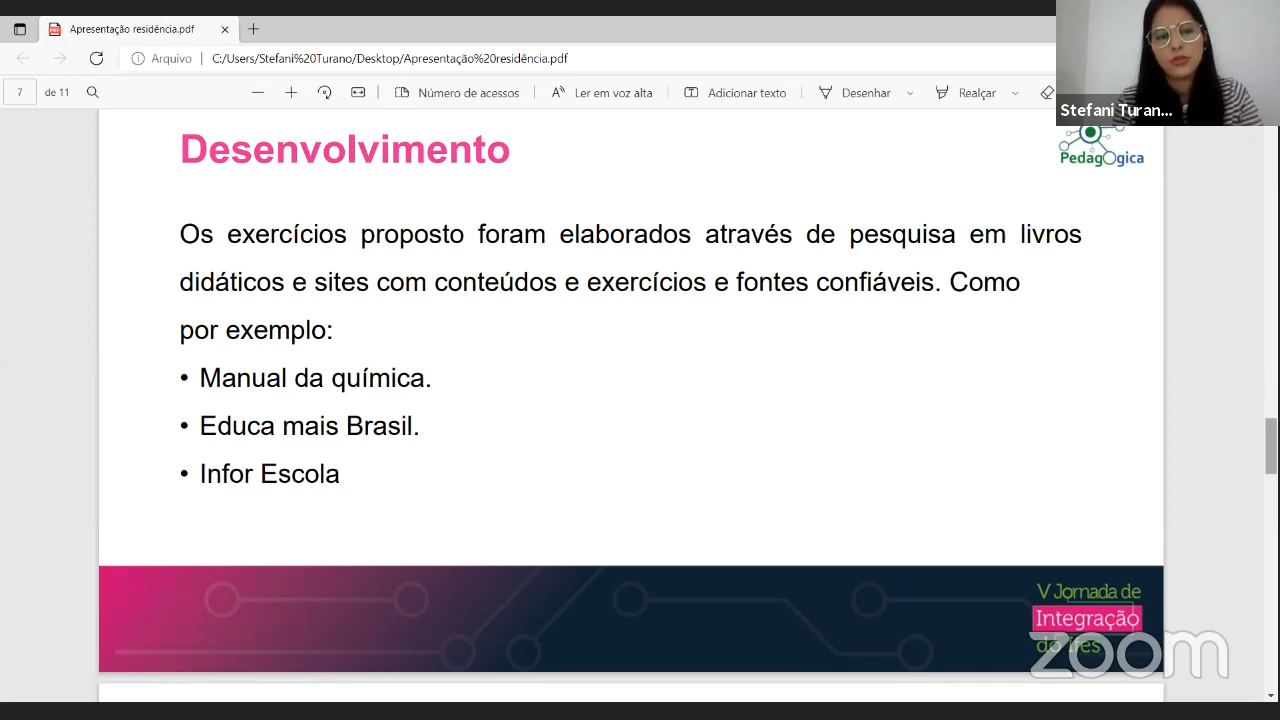 Apresentação residência.pdf
Arquivo
C:/Users/Stefani%20Turano/Desktop/Apresentação%20residência.pdf
7
de 11
Número de acessos
Ler em voz alta
Adicionar texto
Desenhar
Realçar
Stefani Turan...
Desenvolvimento
PedagOgica
Os exercícios proposto foram elaborados através de pesquisa em livros
didáticos e sites com conteúdos e exercícios e fontes confiáveis. Como
por exemplo:
• Manual da química.
• Educa mais Brasil.
• Infor Escola
V Jornada de
Integração
do Ifes
zoom